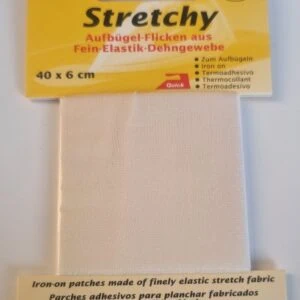 Stretchy
Aufbügel-Flicken aus
Fein-Elastik-Dehngewebe
40 x 6 cm
• Zum Aufbügeln
• Iron on
• Termoadhesivo
• Thermocollant
• Termoadesivo
Quick
Iron-on patches made of finely elastic stretch fabric
Parches adhesivos para planchar fabricados